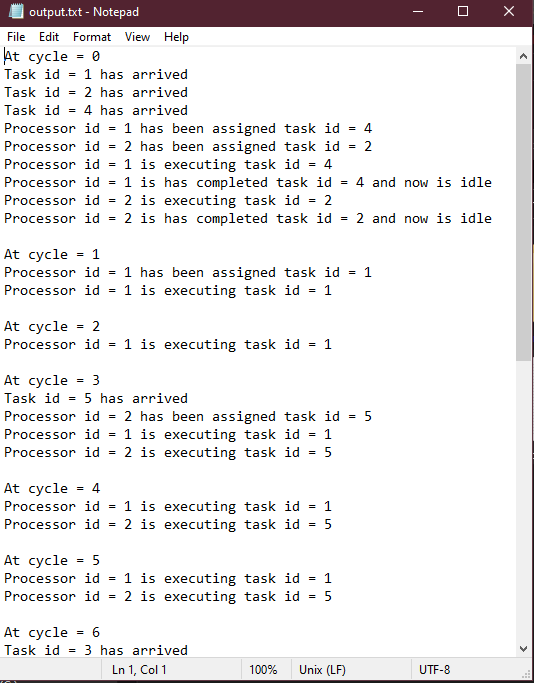 output.txt - Notepad
File Edit Format View Help
At cycle = 0
Task id = 1 has arrived
Task id = 2 has arrived
Task id = 4 has arrived
Processor id = 1 has been assigned task id = 4
Processor id = 2 has been assigned task id = 2
Processor id = 1 is executing task id = 4
Processor id = 1 is has completed task id = 4 and now is idle
Processor id = 2 is executing task id = 2
Processor id = 2 is has completed task id = 2 and now is idle
At cycle = 1
Processor id = 1 has been assigned task id = 1
Processor id = 1 is executing task id = 1
At cycle = 2
Processor id = 1 is executing task id = 1
At cycle = 3
Task id = 5 has arrived
Processor id = 2 has been assigned task id = 5
Processor id = 1 is executing task id = 1
Processor id = 2 is executing task id = 5
At cycle = 4
Processor id = 1 is executing task id = 1
Processor id = 2 is executing task id = 5
At cycle = 5
Processor id = 1 is executing task id = 1
Processor id = 2 is executing task id = 5
At cycle = 6
Task id = 3 has arrived
Ln 1, Col 1 100% Unix (LF) UTF-8